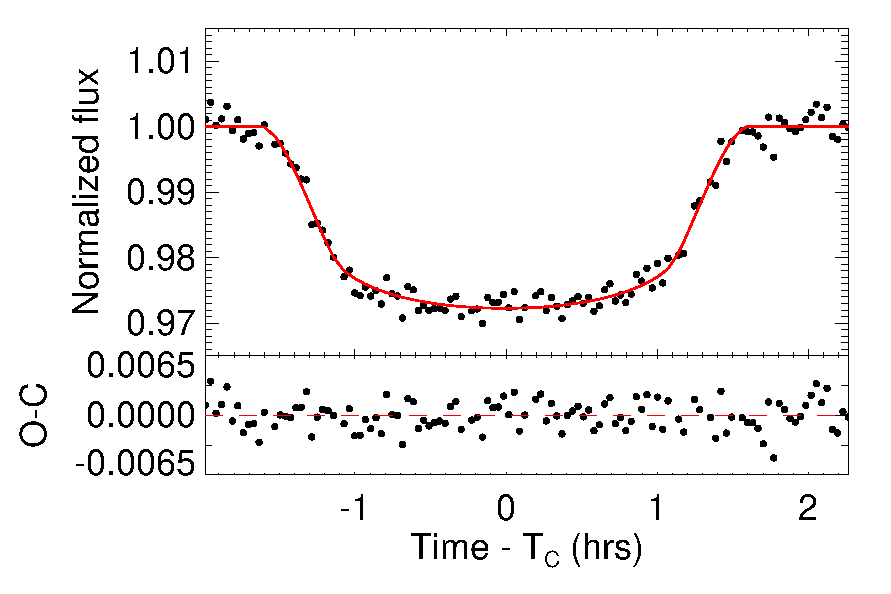 Normalized flux
1.01
1.00
0.99
0.98
0.97
O-C
0.0065
0.0000
-0.0065
-1 0 1 2
Time - T_C (hrs)